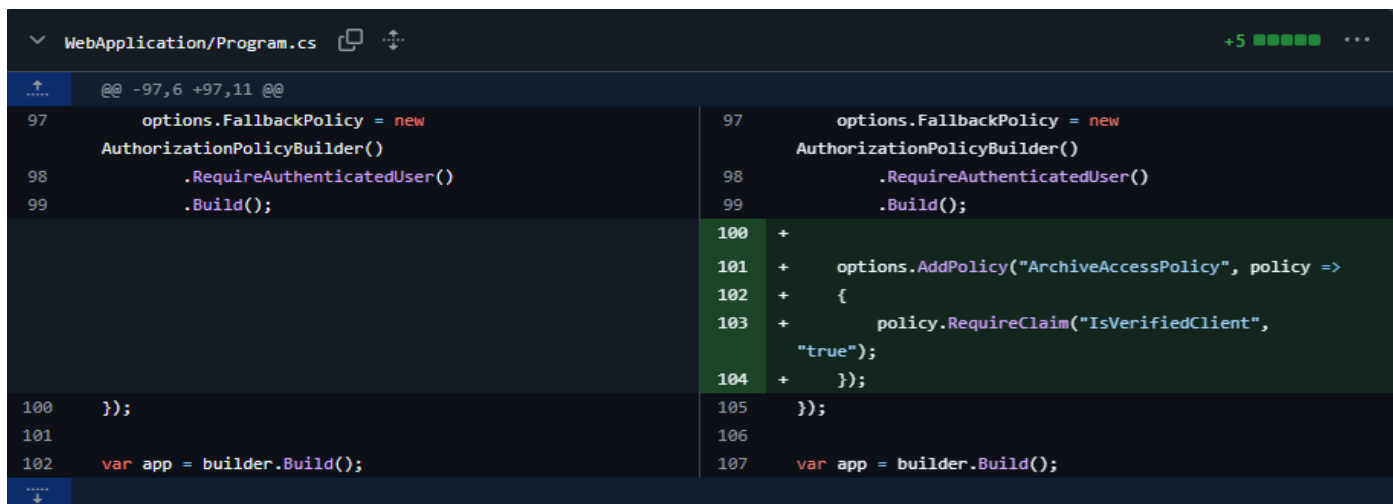 WebApplication/Program.cs
+5
@@ -97,6 +97,11 @@
97 options.FallbackPolicy = new
AuthorizationPolicyBuilder()
98 .RequireAuthenticatedUser()
99 .Build();
100 });
101
102 var app = builder.Build();
97 options.FallbackPolicy = new
AuthorizationPolicyBuilder()
98 .RequireAuthenticatedUser()
99 .Build();
100 +
101 + options.AddPolicy("ArchiveAccessPolicy", policy =>
102 + {
103 + policy.RequireClaim("IsVerifiedClient",
"true");
104 + });
105 });
106
107 var app = builder.Build();